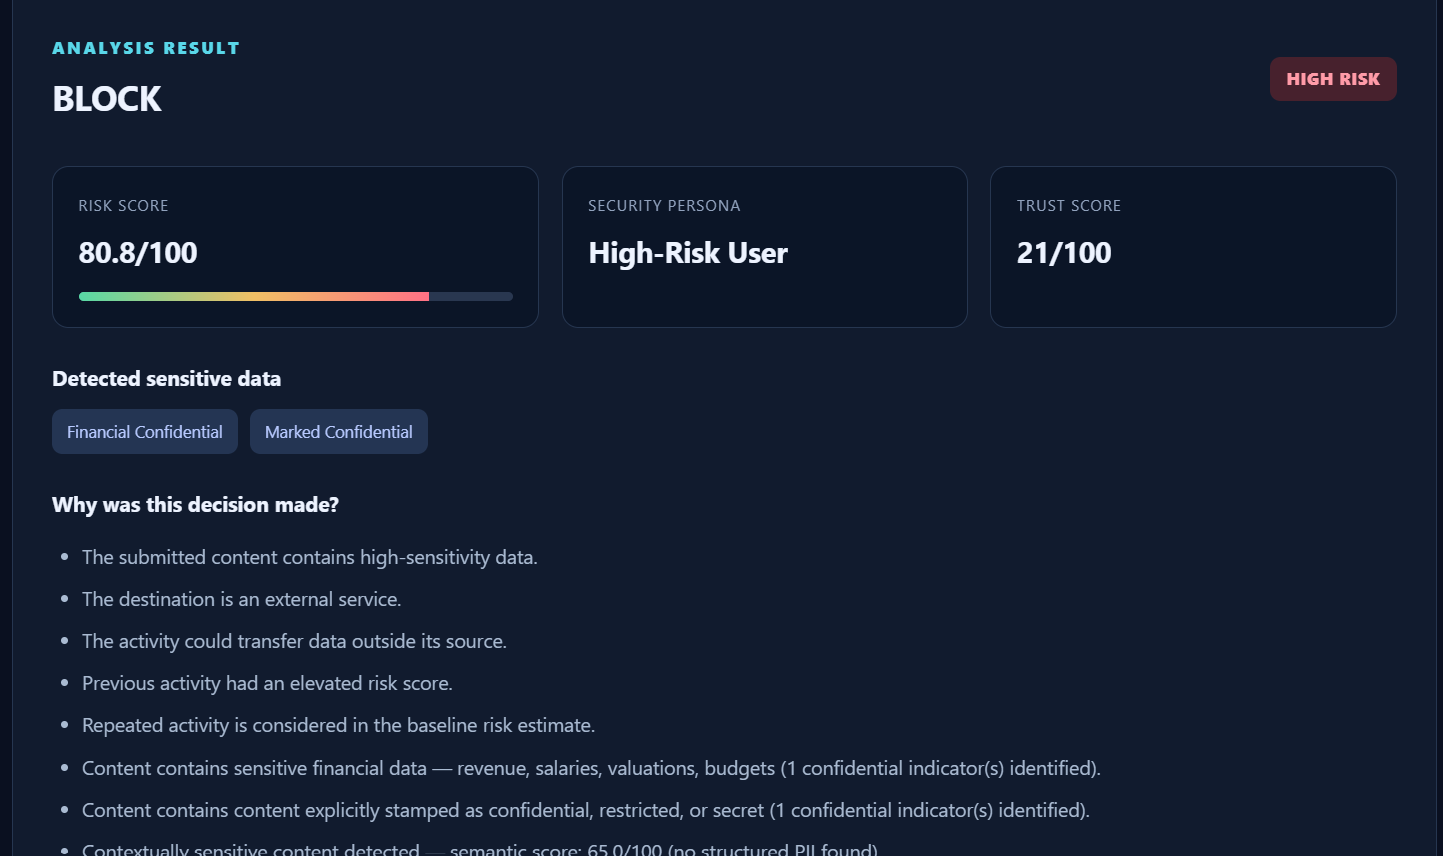 ANALYSIS RESULT
BLOCK
HIGH RISK
RISK SCORE
80.8/100
SECURITY PERSONA
High-Risk User
TRUST SCORE
21/100
Detected sensitive data
Financial Confidential
Marked Confidential
Why was this decision made?
• The submitted content contains high-sensitivity data.
• The destination is an external service.
• The activity could transfer data outside its source.
• Previous activity had an elevated risk score.
• Repeated activity is considered in the baseline risk estimate.
• Content contains sensitive financial data — revenue, salaries, valuations, budgets (1 confidential indicator(s) identified).
• Content contains content explicitly stamped as confidential, restricted, or secret (1 confidential indicator(s) identified).
• Contextually sensitive content detected — semantic score: 65.0/100 (no structured PII found)